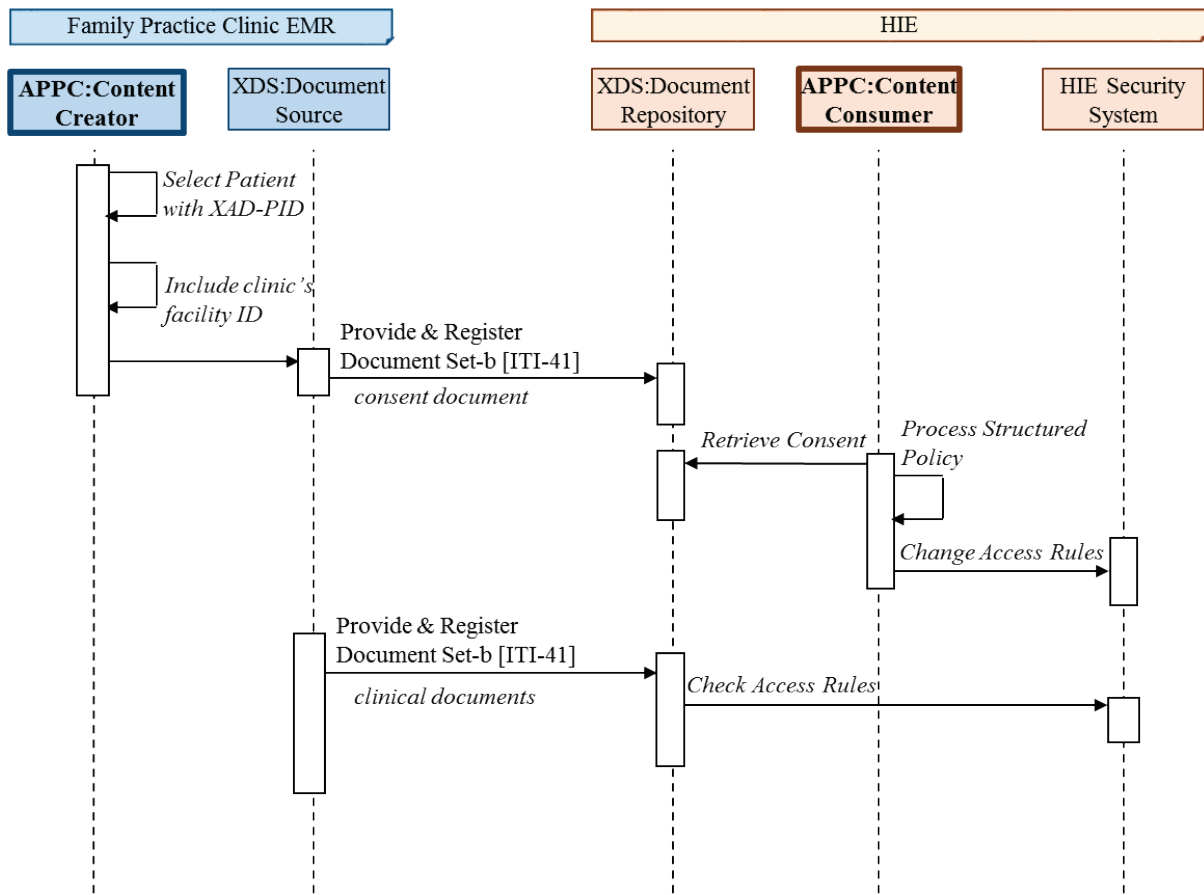 Family Practice Clinic EMR
HIE
APPC:Content
Creator
XDS:Document
Source
XDS:Document
Repository
APPC:Content
Consumer
HIE Security
System
Select Patient
with XAD-PID
Include clinic’s
facility ID
Provide & Register
Document Set-b [ITI-41]
consent document
Retrieve Consent
Process Structured
Policy
Change Access Rules
Provide & Register
Document Set-b [ITI-41]
clinical documents
Check Access Rules